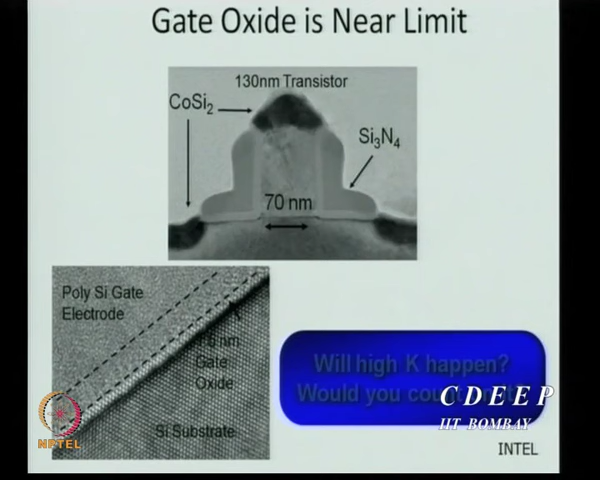 Gate Oxide is Near Limit
130nm Transistor
CoSi2
Si3N4
70 nm
Poly Si Gate
Electrode
nm
Gate
Oxide
Si Substrate
Will high K happen?
Would you
CDEEP
IIT BOMBAY
NPTEL
INTEL